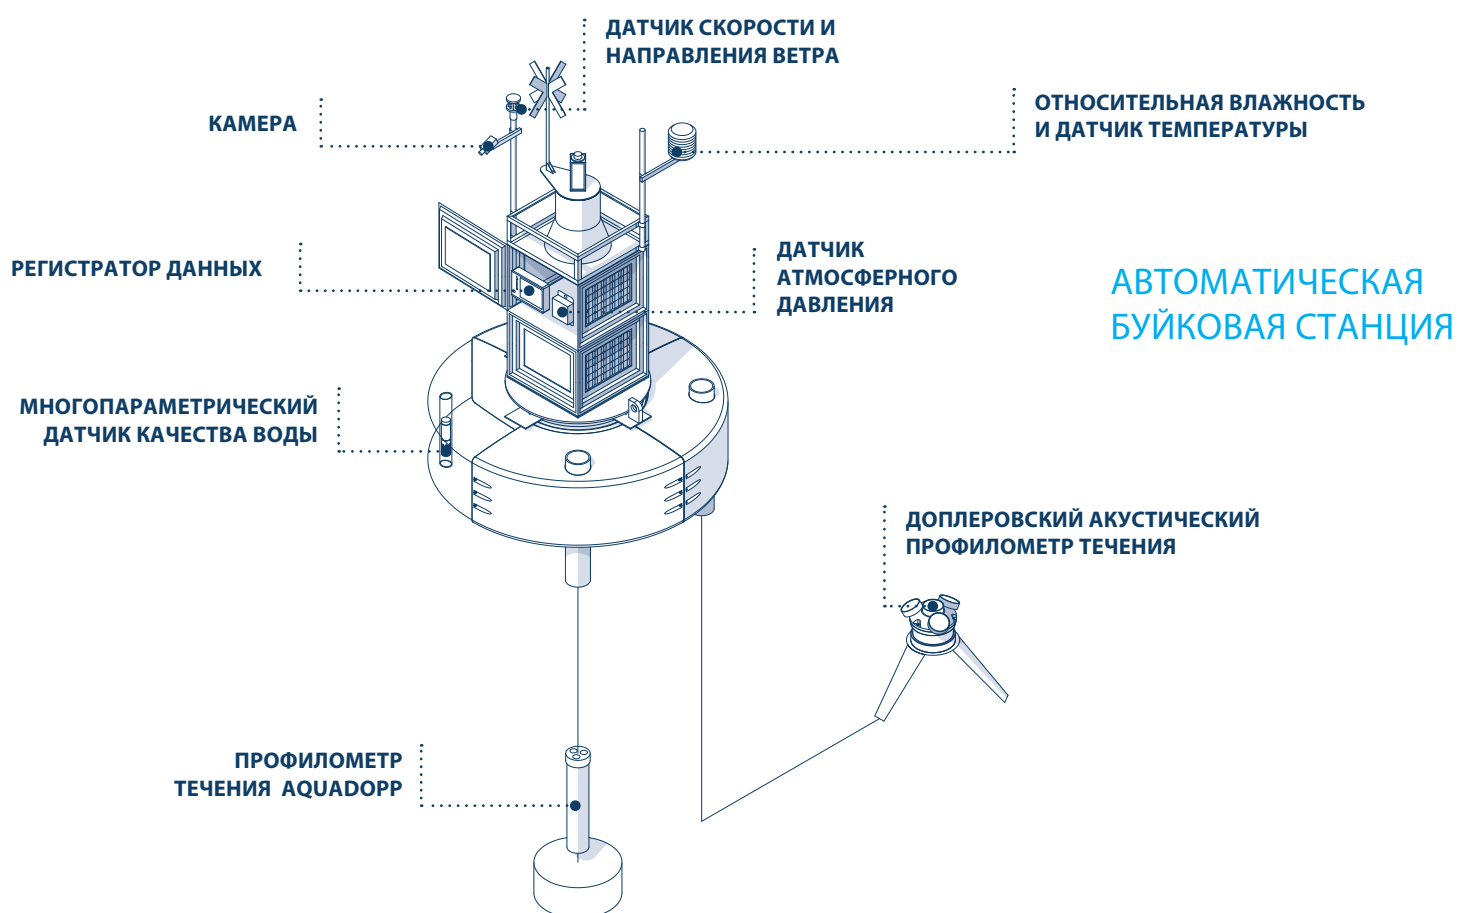 ДАТЧИК СКОРОСТИ И
НАПРАВЛЕНИЯ ВЕТРА
КАМЕРА
ОТНОСИТЕЛЬНАЯ ВЛАЖНОСТЬ
И ДАТЧИК ТЕМПЕРАТУРЫ
РЕГИСТРАТОР ДАННЫХ
ДАТЧИК
АТМОСФЕРНОГО
ДАВЛЕНИЯ
АВТОМАТИЧЕСКАЯ
БУЙКОВАЯ СТАНЦИЯ
МНОГОПАРАМЕТРИЧЕСКИЙ
ДАТЧИК КАЧЕСТВА ВОДЫ
ДОПЛЕРОВСКИЙ АКУСТИЧЕСКИЙ
ПРОФИЛОМЕТР ТЕЧЕНИЯ
ПРОФИЛОМЕТР
ТЕЧЕНИЯ AQUADOPP